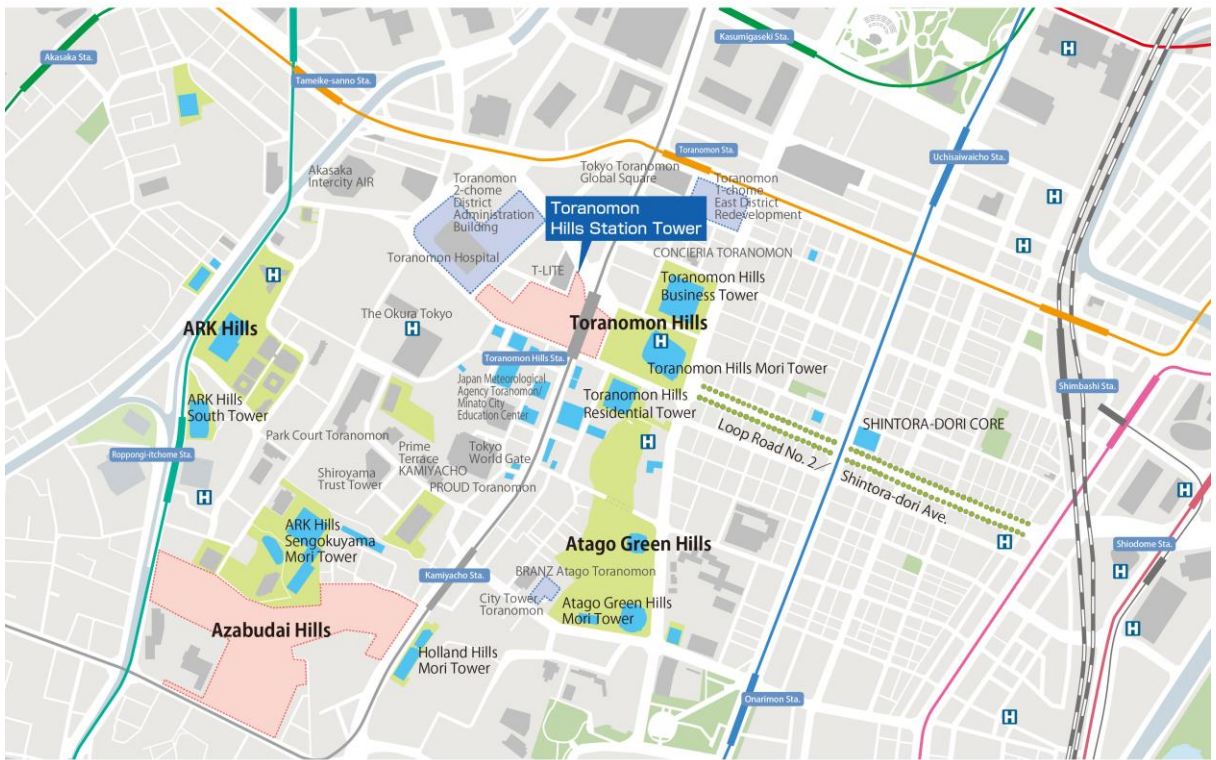 Akasaka Sta.
Tameike-sanno Sta.
Kasumigaseki Sta.
H
Toranomon Sta.
Uchisaiwaicho Sta.
Akasaka
Intercity AIR
Toranomon
2-chome
District
Administration
Building
Tokyo Toranomon
Global Square
Toranomon
1-chome
East District
Redevelopment
H
Toranomon
Hills Station Tower
H
Toranomon Hospital
T-LITE
CONCIERIA TORANOMON
H
H
Toranomon Hills
Business Tower
The Okura Tokyo
H
ARK Hills
Toranomon Hills
H
Toranomon Hills Sta.
Toranomon Hills Mori Tower
Japan Meteorological
Agency Toranomon/
Minato City
Education Center
Toranomon Hills
Residential Tower
Shimbashi Sta.
ARK Hills
South Tower
Park Court Toranomon
Prime
Terrace
KAMIYACHO
Tokyo
World Gate
H
Loop Road No. 2
SHINTORA-DORI CORE
Shintora-dori Ave.
Roppongi-itchome Sta.
Shiroyama
Trust Tower
PROUD Toranomon
H
H
ARK Hills
Sengokuyama
Mori Tower
Atago Green Hills
H
Shiodome Sta.
H
Kamiyacho Sta.
BRANZ Atago Toranomon
City Tower
Toranomon
Atago Green Hills
Mori Tower
H
Azabudai Hills
Holland Hills
Mori Tower
Onarimon Sta.
H